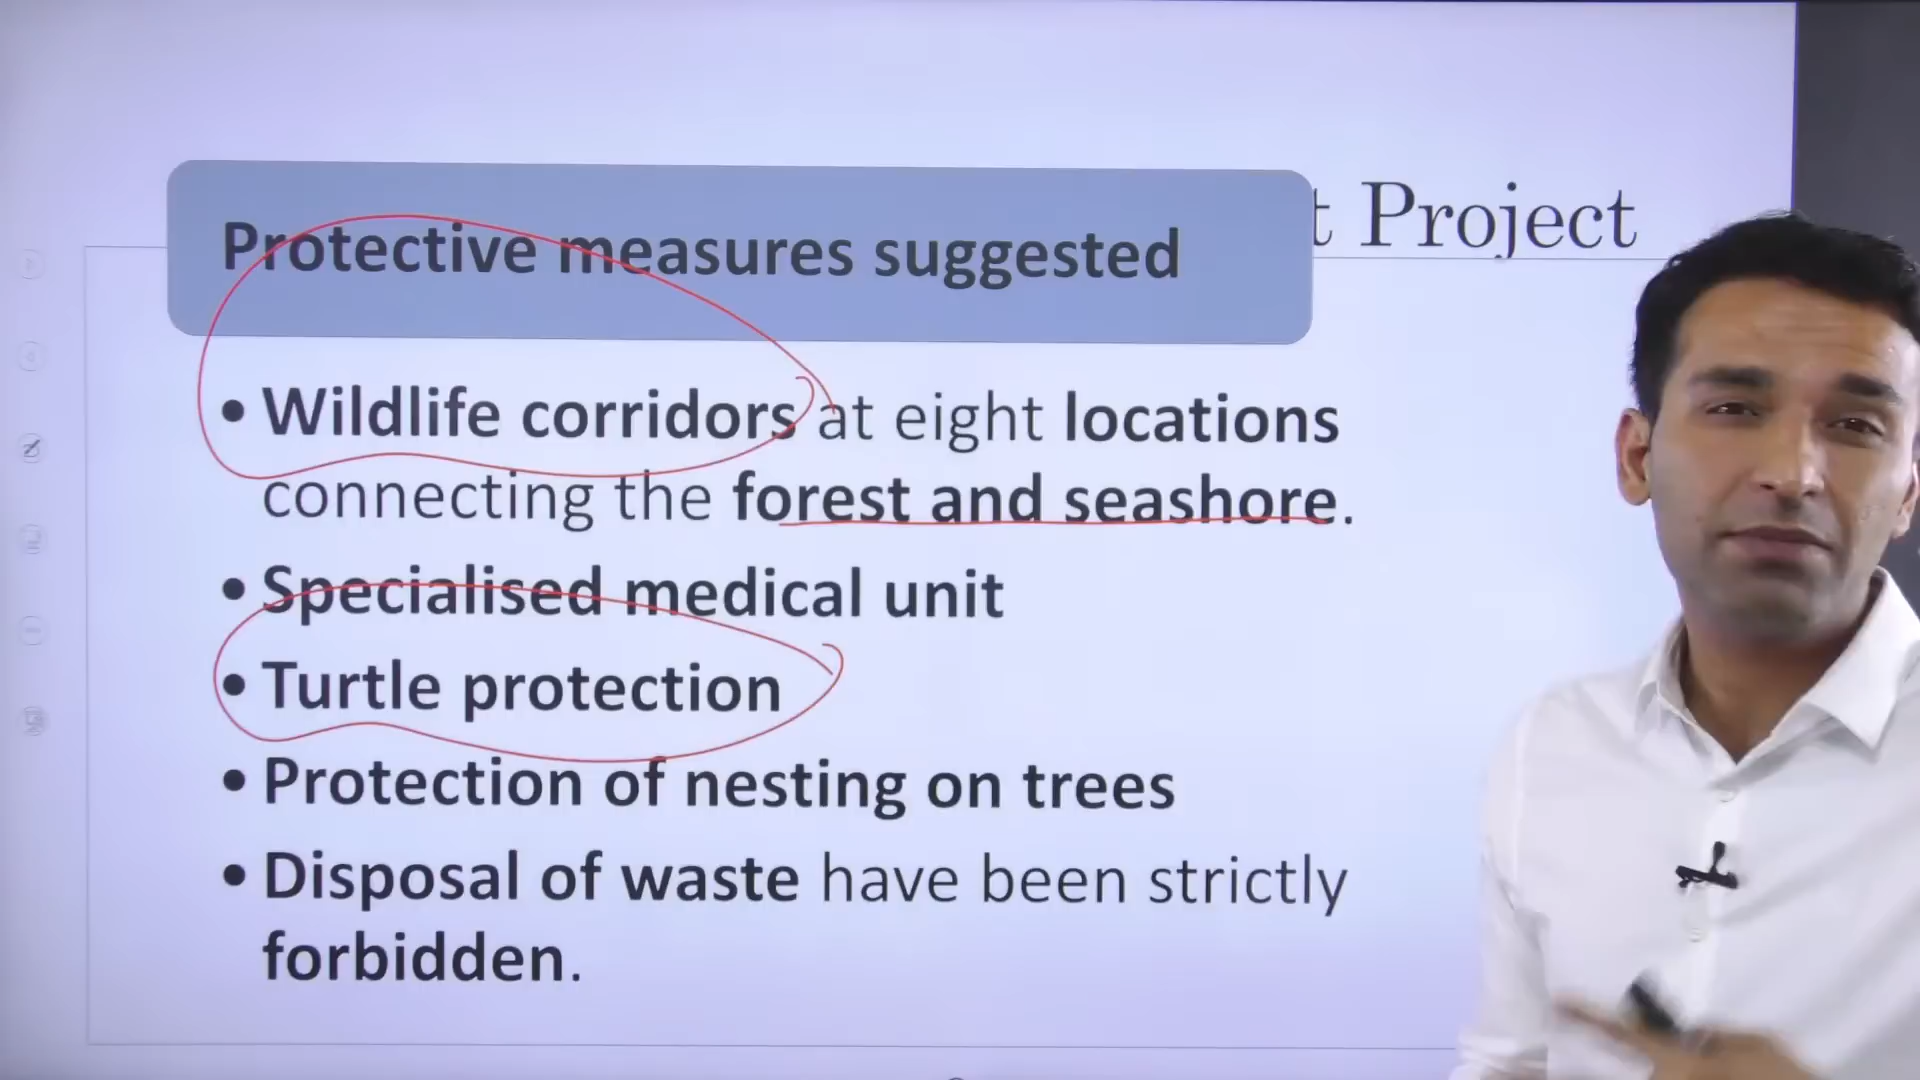 t Project
Protective measures suggested
• Wildlife corridors at eight locations
connecting the forest and seashore.
• Specialised medical unit
• Turtle protection
• Protection of nesting on trees
• Disposal of waste have been strictly
forbidden.